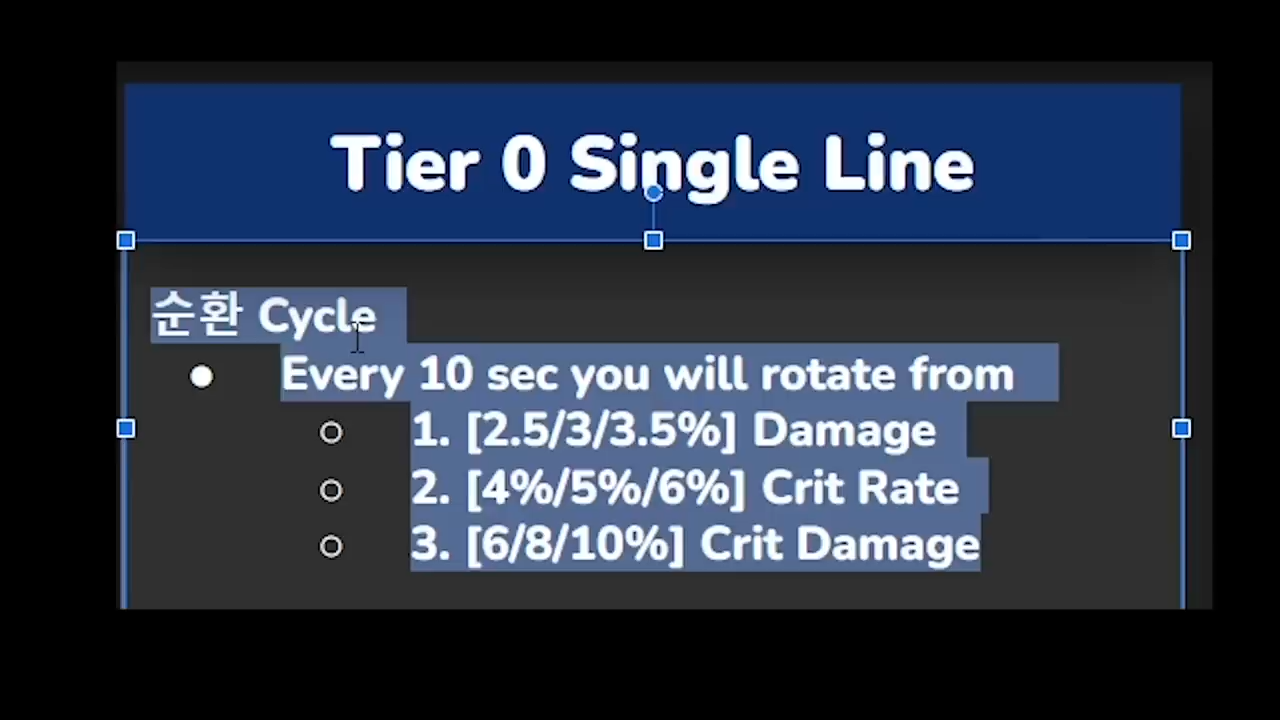 Tier 0 Single Line
순환 Cycle
Every 10 sec you will rotate from
1. [2.5/3/3.5%] Damage
2. [4%/5%/6%] Crit Rate
3. [6/8/10%] Crit Damage